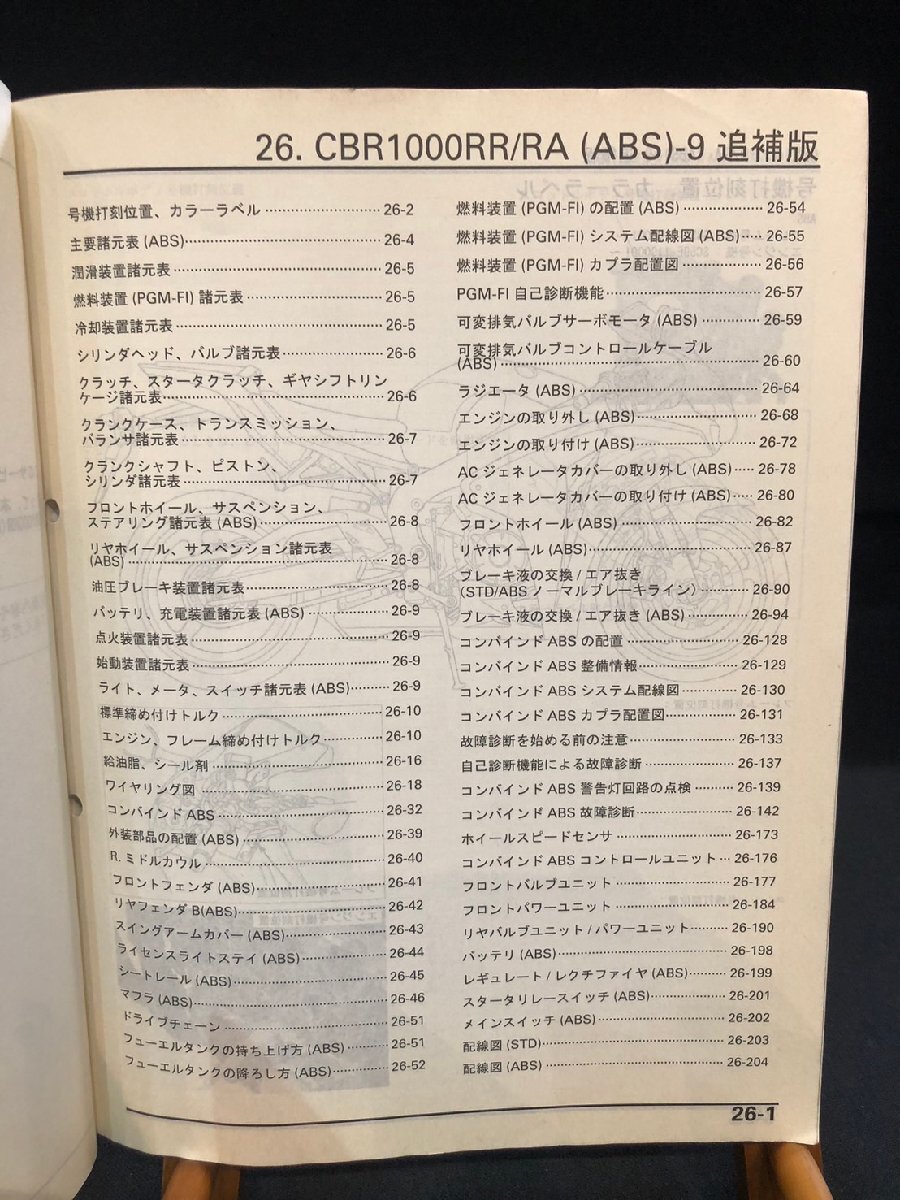 26. CBR1000RR/RA (ABS)-9 追補版
号機打刻位置、カラーラベル 26-2
主要諸元表 (ABS) 26-4
潤滑装置諸元表 26-5
燃料装置 (PGM-FI) 諸元表 26-5
冷却装置諸元表 26-5
シリンダヘッド、バルブ諸元表 26-6
クラッチ、スタータクラッチ、ギヤシフトリン
ケージ諸元表 26-6
クランクケース、トランスミッション、
バランサ諸元表 26-7
クランクシャフト、ピストン、
シリンダ諸元表 26-7
フロントホイール、サスペンション、
ステアリング諸元表 (ABS) 26-8
リヤホイール、サスペンション諸元表
(ABS) 26-8
油圧ブレーキ装置諸元表 26-8
バッテリ、充電装置諸元表 (ABS) 26-9
点火装置諸元表 26-9
始動装置諸元表 26-9
ライト、メータ、スイッチ諸元表 (ABS) 26-9
標準締め付けトルク 26-10
エンジン、フレーム締め付けトルク 26-10
給油脂、シール剤 26-16
ワイヤリング図 26-18
コンバインド ABS 26-32
外装部品の配置 (ABS) 26-39
R. ミドルカウル 26-40
フロントフェンダ (ABS) 26-41
リヤフェンダ B(ABS) 26-42
スイングアームカバー (ABS) 26-43
ライセンスライトステイ (ABS) 26-44
シートレール (ABS) 26-45
マフラ (ABS) 26-46
ドライブチェーン 26-51
フューエルタンクの持ち上げ方 (ABS) 26-51
フューエルタンクの降ろし方 (ABS) 26-52
燃料装置 (PGM-FI) の配置 (ABS) 26-54
燃料装置 (PGM-FI) システム配線図 (ABS) 26-55
燃料装置 (PGM-FI) カプラ配置図 26-56
PGM-FI 自己診断機能 26-57
可変排気バルブサーボモータ (ABS) 26-59
可変排気バルブコントロールケーブル
(ABS) 26-60
ラジエータ (ABS) 26-64
エンジンの取り外し (ABS) 26-68
エンジンの取り付け (ABS) 26-72
AC ジェネレータカバーの取り外し (ABS) 26-78
AC ジェネレータカバーの取り付け (ABS) 26-80
フロントホイール (ABS) 26-82
リヤホイール (ABS) 26-87
ブレーキ液の交換 / エア抜き
(STD/ABS ノーマルブレーキライン) 26-90
ブレーキ液の交換 / エア抜き (ABS) 26-94
コンバインド ABS の配置 26-128
コンバインド ABS 整備情報 26-129
コンバインド ABS システム配線図 26-130
コンバインド ABS カプラ配置図 26-131
故障診断を始める前の注意 26-133
自己診断機能による故障診断 26-137
コンバインド ABS 警告灯回路の点検 26-139
コンバインド ABS 故障診断 26-142
ホイールスピードセンサ 26-173
コンバインド ABS コントロールユニット 26-176
フロントバルブユニット 26-177
フロントパワーユニット 26-184
リヤバルブユニット / パワーユニット 26-190
バッテリ (ABS) 26-198
レギュレート / レクチファイヤ (ABS) 26-199
スタータリレースイッチ (ABS) 26-201
メインスイッチ (ABS) 26-202
配線図 (STD) 26-203
配線図 (ABS) 26-204
26-1